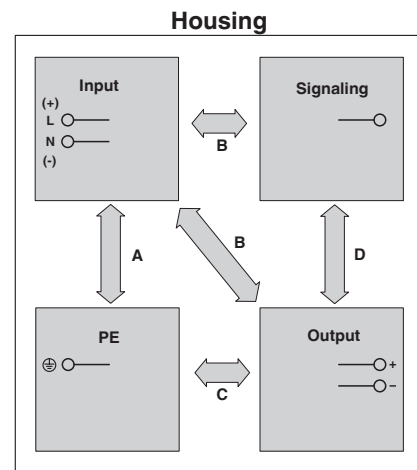 Housing
Input
(+)
L
N
(-)
Signaling
B
A
B
D
PE
Output
+
–
C